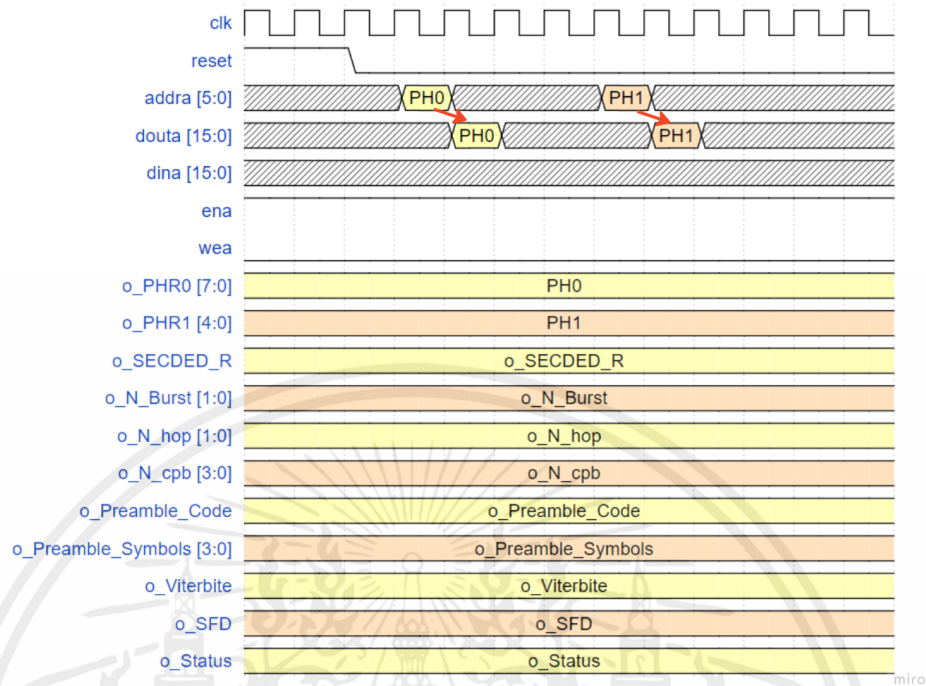 clk
reset
addra [5:0] PH0 PH1
douta [15:0] PH0 PH1
dina [15:0]
ena
wea
o_PHR0 [7:0] PH0
o_PHR1 [4:0] PH1
o_SECDED_R o_SECDED_R
o_N_Burst [1:0] o_N_Burst
o_N_hop [1:0] o_N_hop
o_N_cpb [3:0] o_N_cpb
o_Preamble_Code o_Preamble_Code
o_Preamble_Symbols [3:0] o_Preamble_Symbols
o_Viterbite o_Viterbite
o_SFD o_SFD
o_Status o_Status
miro